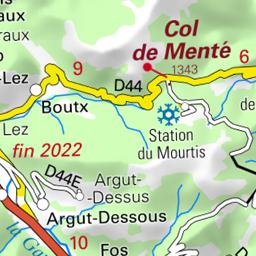 Col
de Menté
1343
6
9
D44
-Lez
Boutx
de
Station
du Mourtis
Lez
fin 2022
D44E
Argut-
-Dessus
Argut-Dessous
10
Fos